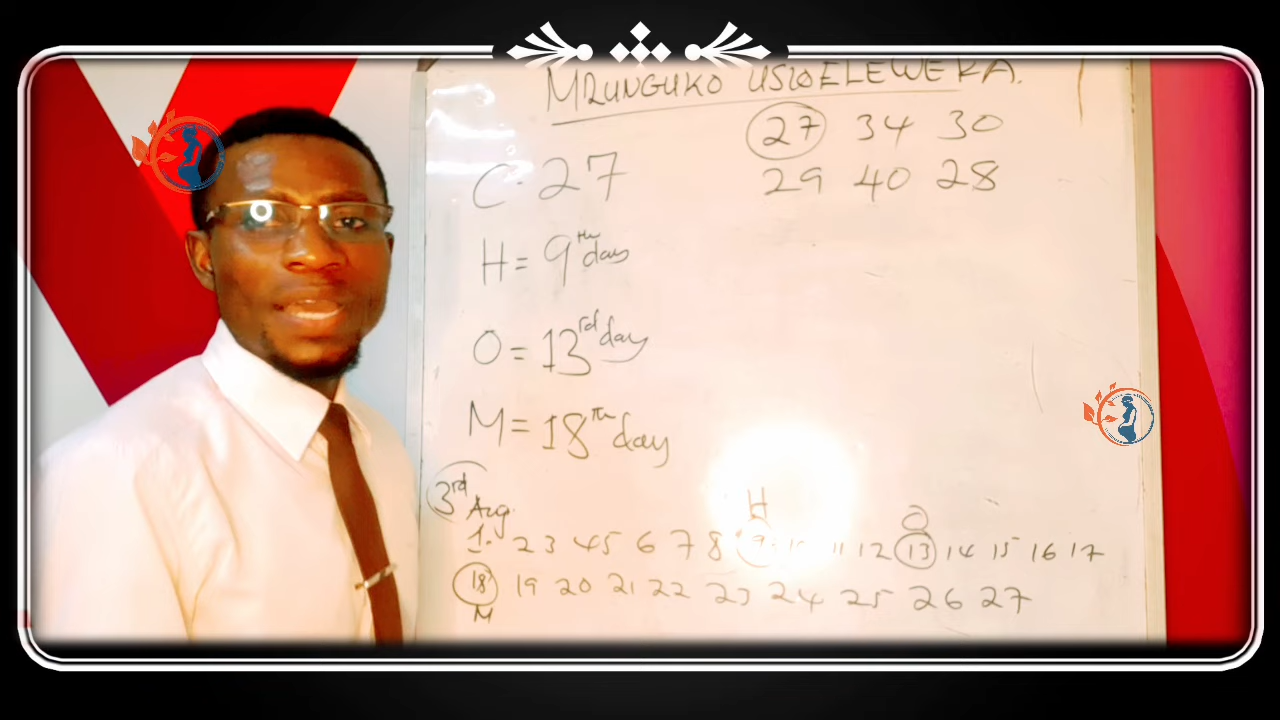 MZUNGUKO USIOELEWEKA.
27 34 30
29 40 28
C. 27
H = 9th days
O = 13rd day
M = 18th day
3rd Aug.
H O
1. 2 3 4 5 6 7 8 9 10 11 12 13 14 15 16 17
18 19 20 21 22 23 24 25 26 27
M